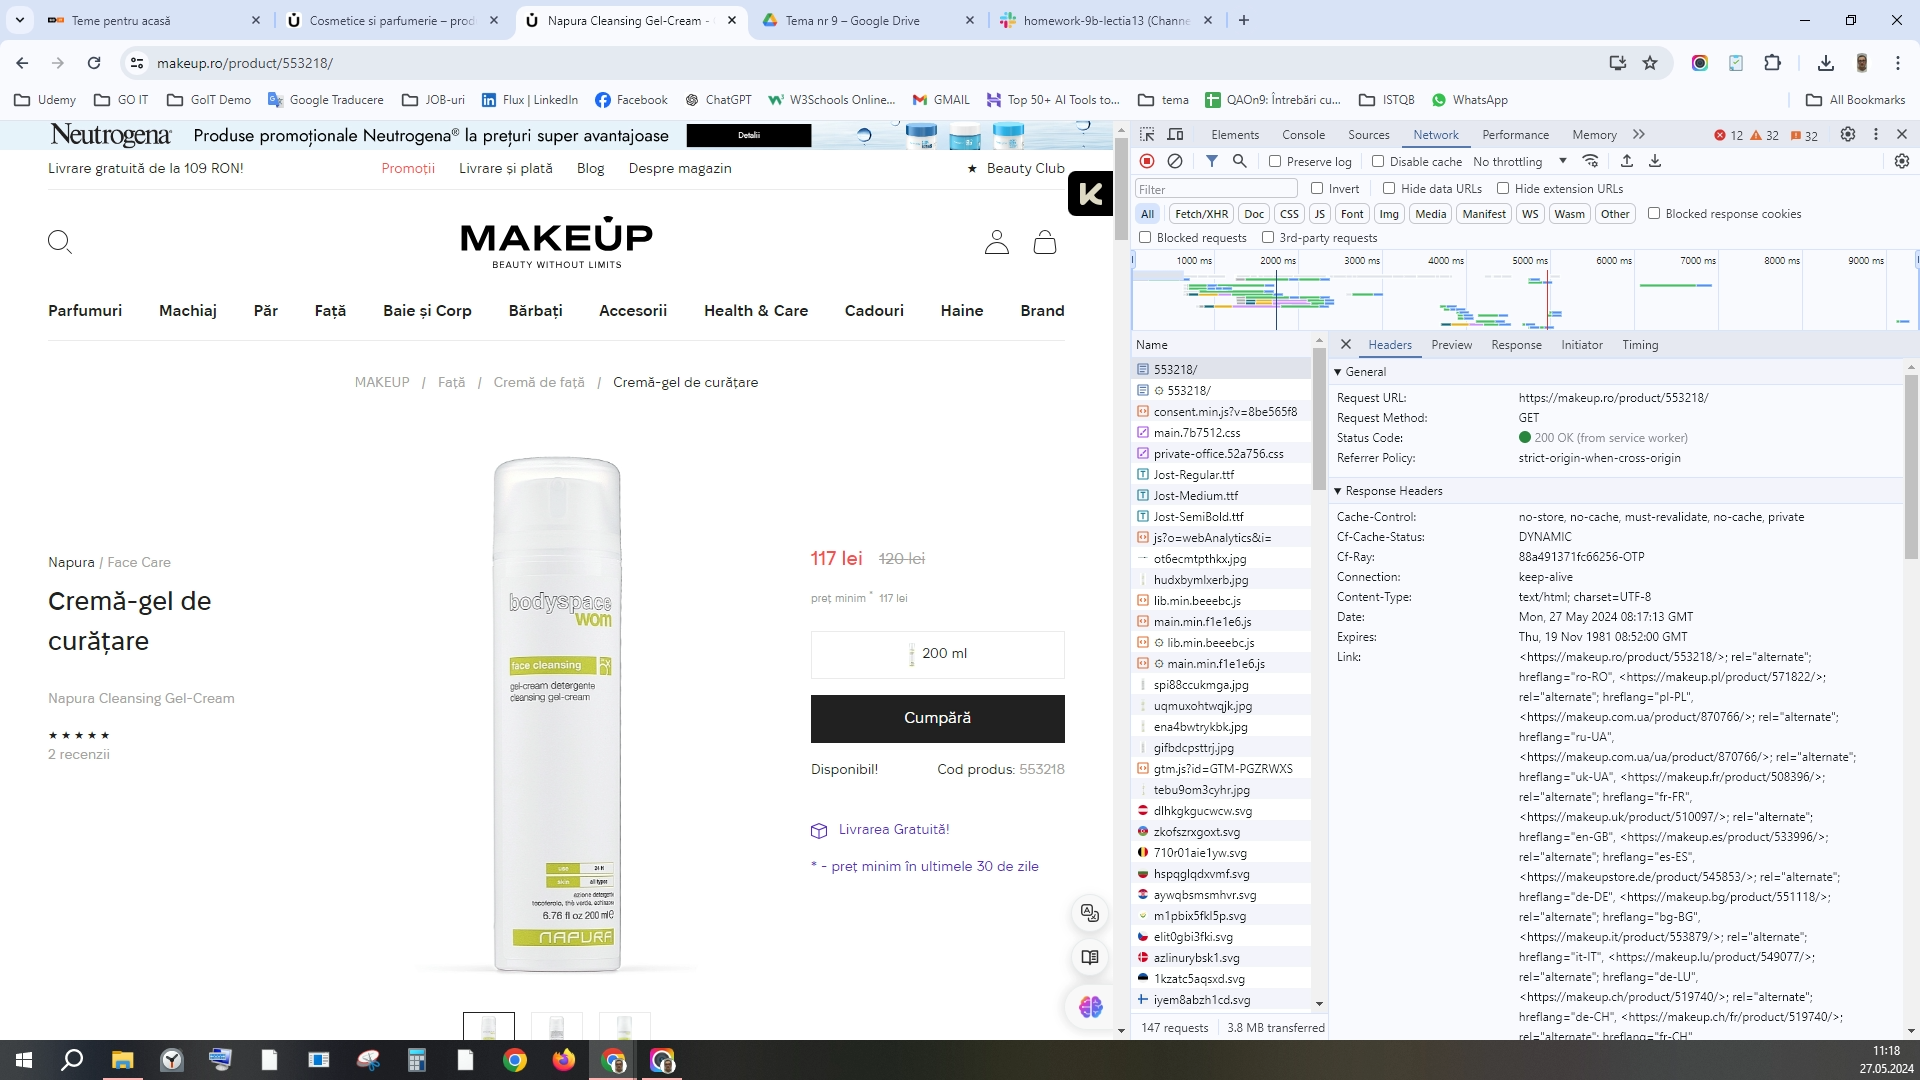 Teme pentru acasă
Cosmetice si parfumerie – prod
Napura Cleansing Gel-Cream -
Tema nr 9 – Google Drive
homework-9b-lectia13 (Channe
makeup.ro/product/553218/
Udemy
GO IT
GoIT Demo
Google Traducere
JOB-uri
Flux | LinkedIn
Facebook
ChatGPT
W3Schools Online...
GMAIL
Top 50+ AI Tools to...
tema
QAOn9: Întrebări cu...
ISTQB
WhatsApp
All Bookmarks
Neutrogena
Produse promoționale Neutrogena® la prețuri super avantajoase
Detalii
Livrare gratuită de la 109 RON!
Promoții
Livrare și plată
Blog
Despre magazin
★ Beauty Club
K
MAKEUP
BEAUTY WITHOUT LIMITS
Parfumuri
Machiaj
Păr
Față
Baie și Corp
Bărbați
Accesorii
Health & Care
Cadouri
Haine
Brand
MAKEUP / Față / Cremă de față / Cremă-gel de curățare
Napura / Face Care
Cremă-gel de
curățare
Napura Cleansing Gel-Cream
★ ★ ★ ★ ★
2 recenzii
bodyspace
wom
face cleansing
gel-cream detergente
cleansing gel-cream
use
24 H
skin
all types
azione detergente
tocoferolo, thè verde, echinacea
6.76 fl oz 200 ml e
NAPURA
117 lei 120 lei
preț minim * 117 lei
200 ml
Cumpără
Disponibil!
Cod produs: 553218
Livrarea Gratuită!
* - preț minim în ultimele 30 de zile
Elements
Console
Sources
Network
Performance
Memory
12
32
32
Preserve log
Disable cache
No throttling
Filter
Invert
Hide data URLs
Hide extension URLs
All
Fetch/XHR
Doc
CSS
JS
Font
Img
Media
Manifest
WS
Wasm
Other
Blocked response cookies
Blocked requests
3rd-party requests
1000 ms
2000 ms
3000 ms
4000 ms
5000 ms
6000 ms
7000 ms
8000 ms
9000 ms
Name
553218/
553218/
consent.min.js?v=8be565f8
main.7b7512.css
private-office.52a756.css
Jost-Regular.ttf
Jost-Medium.ttf
Jost-SemiBold.ttf
js?o=webAnalytics&i=
ot6ecmtpthkx.jpg
hudxbymlxerb.jpg
lib.min.beeebc.js
main.min.f1e1e6.js
lib.min.beeebc.js
main.min.f1e1e6.js
spi88ccukmga.jpg
uqmuxohtwqjk.jpg
ena4bwtrykbk.jpg
gifbdcpsttrj.jpg
gtm.js?id=GTM-PGZRWXS
tebu9om3cyhr.jpg
dlhkgkgucwcw.svg
zkofszrxgoxt.svg
710r01aie1yw.svg
hspqglqdxvmf.svg
aywqbsmsmhvr.svg
m1pbix5fkl5p.svg
elit0gbi3fki.svg
azlinurybsk1.svg
1kzatc5aqsxd.svg
iyem8abzh1cd.svg
147 requests
3.8 MB transferred
Headers
Preview
Response
Initiator
Timing
General
Request URL: https://makeup.ro/product/553218/
Request Method: GET
Status Code: 200 OK (from service worker)
Referrer Policy: strict-origin-when-cross-origin
Response Headers
Cache-Control: no-store, no-cache, must-revalidate, no-cache, private
Cf-Cache-Status: DYNAMIC
Cf-Ray: 88a491371fc66256-OTP
Connection: keep-alive
Content-Type: text/html; charset=UTF-8
Date: Mon, 27 May 2024 08:17:13 GMT
Expires: Thu, 19 Nov 1981 08:52:00 GMT
Link: <https://makeup.ro/product/553218/>; rel="alternate";
hreflang="ro-RO", <https://makeup.pl/product/571822/>;
rel="alternate"; hreflang="pl-PL",
<https://makeup.com.ua/product/870766/>; rel="alternate";
hreflang="ru-UA",
<https://makeup.com.ua/ua/product/870766/>; rel="alternate";
hreflang="uk-UA", <https://makeup.fr/product/508396/>;
rel="alternate"; hreflang="fr-FR",
<https://makeup.uk/product/510097/>; rel="alternate";
hreflang="en-GB", <https://makeup.es/product/533996/>;
rel="alternate"; hreflang="es-ES",
<https://makeupstore.de/product/545853/>; rel="alternate";
hreflang="de-DE", <https://makeup.bg/product/551118/>;
rel="alternate"; hreflang="bg-BG",
<https://makeup.it/product/553879/>; rel="alternate";
hreflang="it-IT", <https://makeup.lu/product/549077/>;
rel="alternate"; hreflang="de-LU",
<https://makeup.ch/product/519740/>; rel="alternate";
hreflang="de-CH", <https://makeup.ch/fr/product/519740/>;
rel="alternate"; hreflang="fr-CH"
11:18
27.05.2024